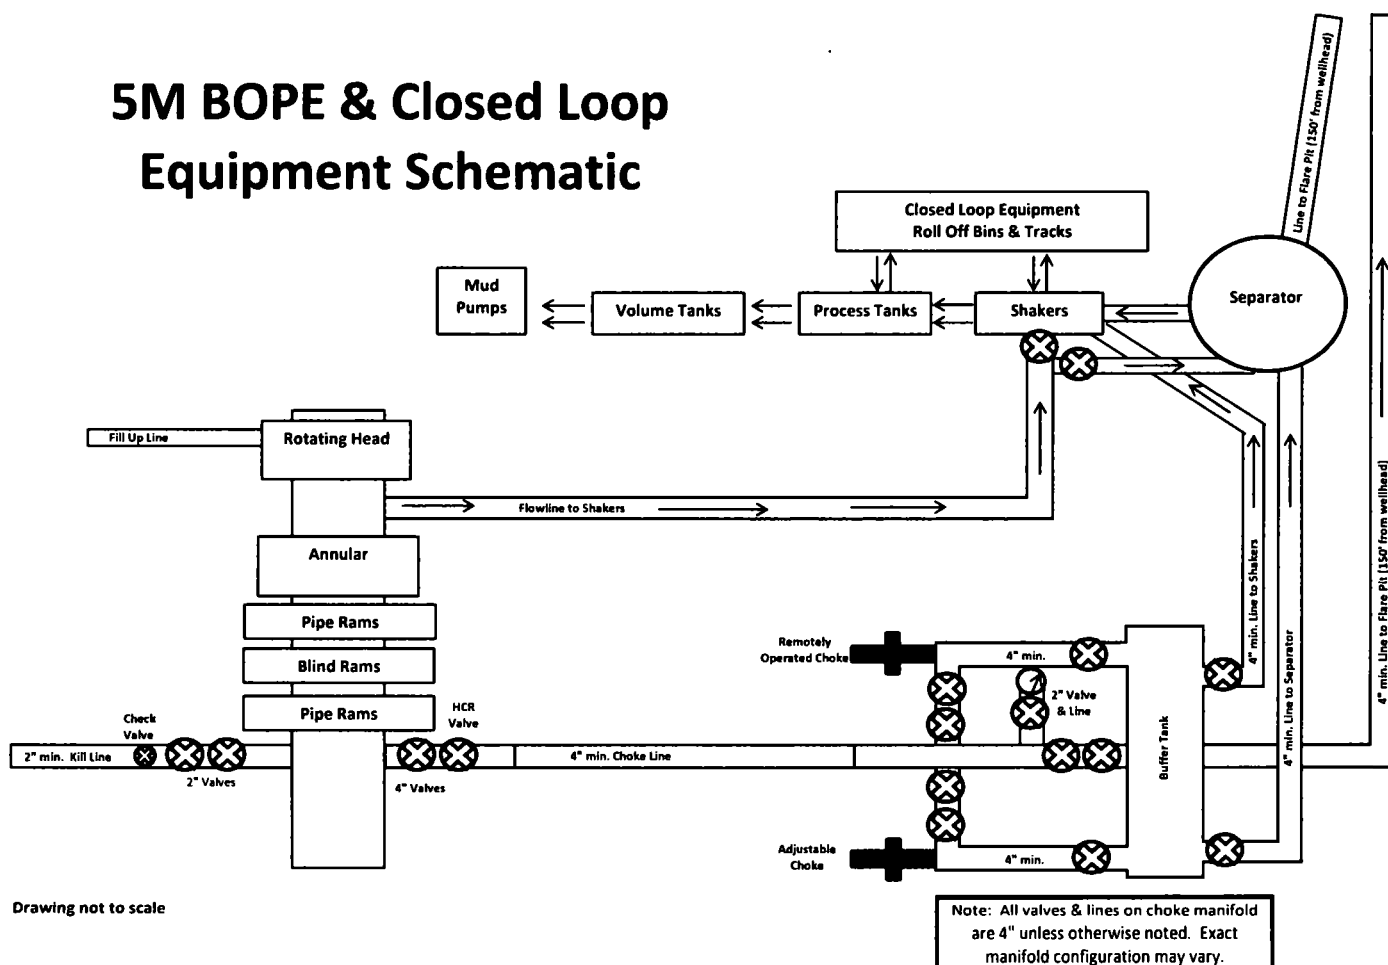 5M BOPE & Closed Loop
Equipment Schematic
Line to Flare Pit (150' from wellhead)
Closed Loop Equipment
Roll Off Bins & Tracks
Mud
Pumps
Volume Tanks
Process Tanks
Shakers
Separator
Fill Up Line
Rotating Head
Flowline to Shakers
Annular
Pipe Rams
Blind Rams
Pipe Rams
Check
Valve
HCR
Valve
2" min. Kill Line
2" Valves
4" Valves
4" min. Choke Line
Remotely
Operated Choke
4" min.
2" Valve
& Line
Adjustable
Choke
4" min.
Buffer Tank
4" min. Line to Shakers
4" min. Line to Separator
4" min. Line to Flare Pit (150' from wellhead)
Drawing not to scale
Note: All valves & lines on choke manifold
are 4" unless otherwise noted. Exact
manifold configuration may vary.